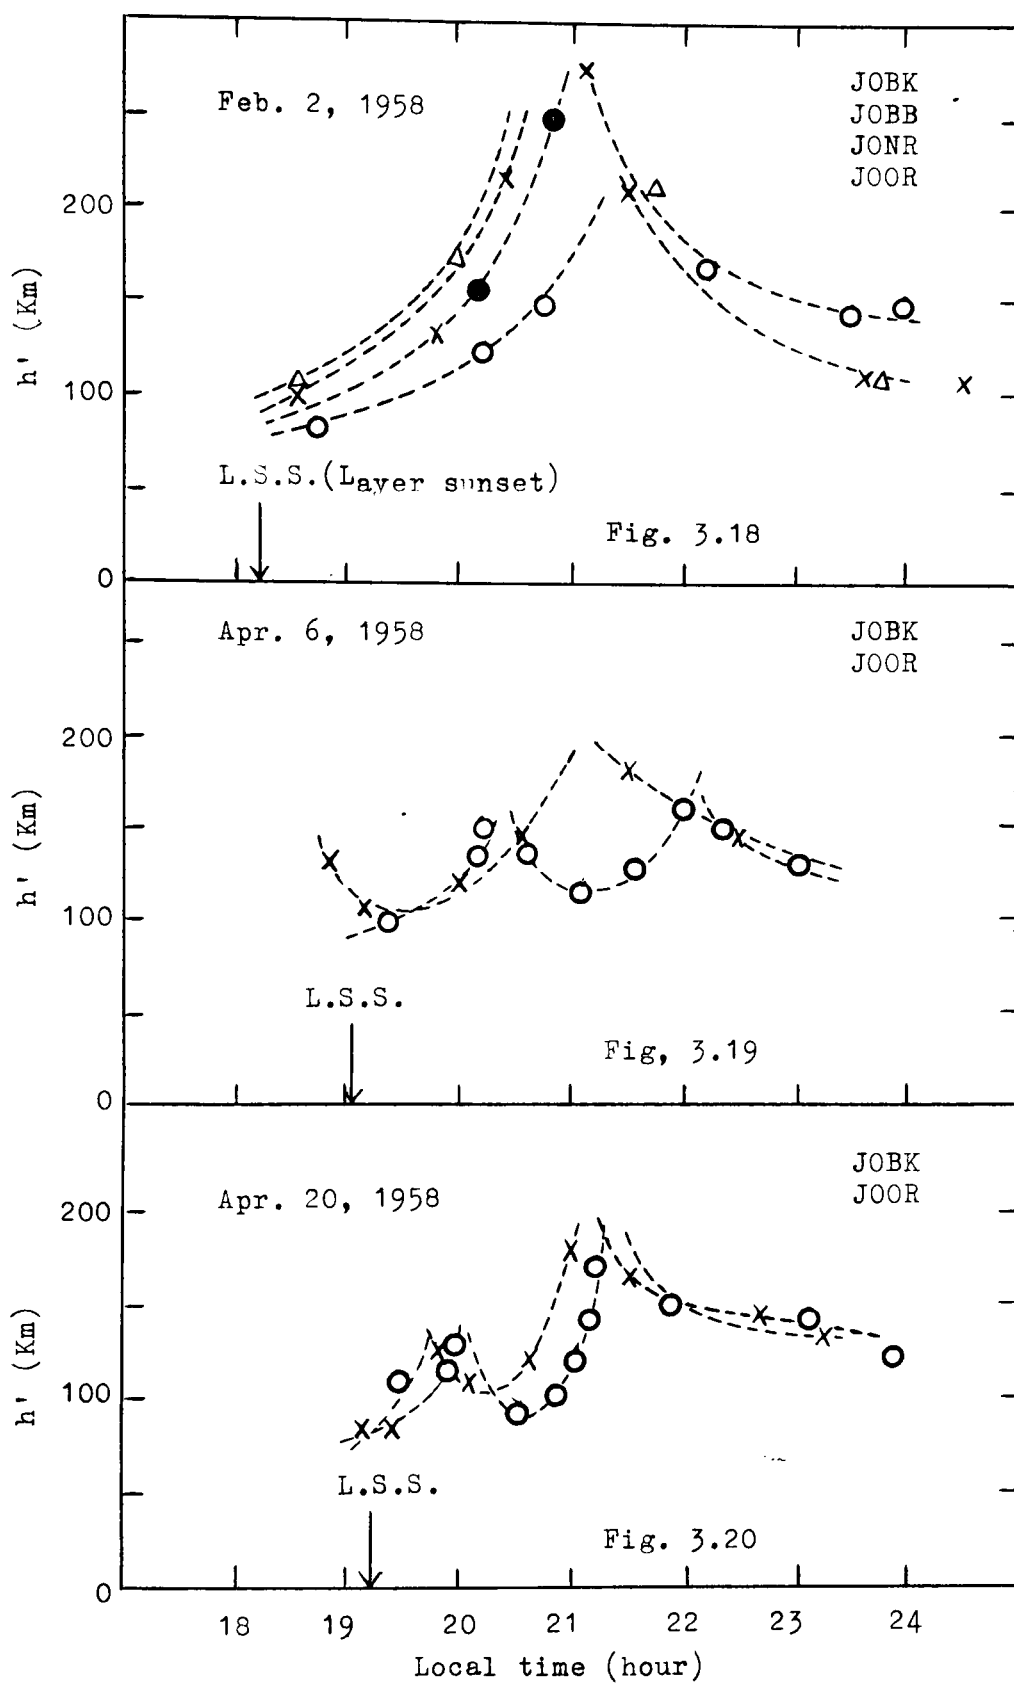 Feb. 2, 1958
JOBK
JOBB
JONR
JOOR
200
h' (Km)
100
L.S.S.(Layer sunset)
Fig. 3.18
0
Apr. 6, 1958
JOBK
JOOR
200
h' (Km)
100
L.S.S.
Fig, 3.19
0
Apr. 20, 1958
JOBK
JOOR
200
h' (Km)
100
L.S.S.
Fig. 3.20
0
18 19 20 21 22 23 24
Local time (hour)